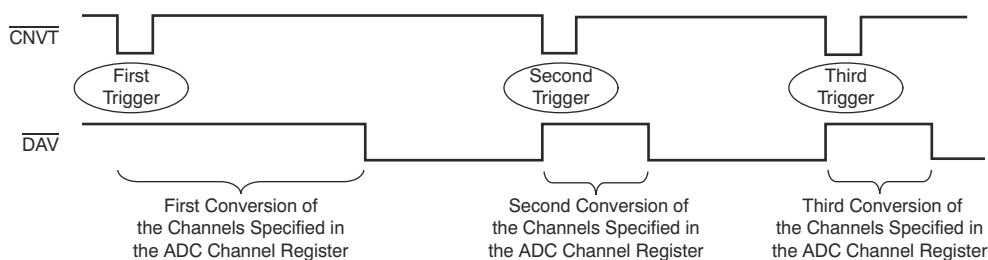 CNVT
First
Trigger
Second
Trigger
Third
Trigger
DAV
First Conversion of
the Channels Specified in
the ADC Channel Register
Second Conversion of
the Channels Specified in
the ADC Channel Register
Third Conversion of
the Channels Specified in
the ADC Channel Register